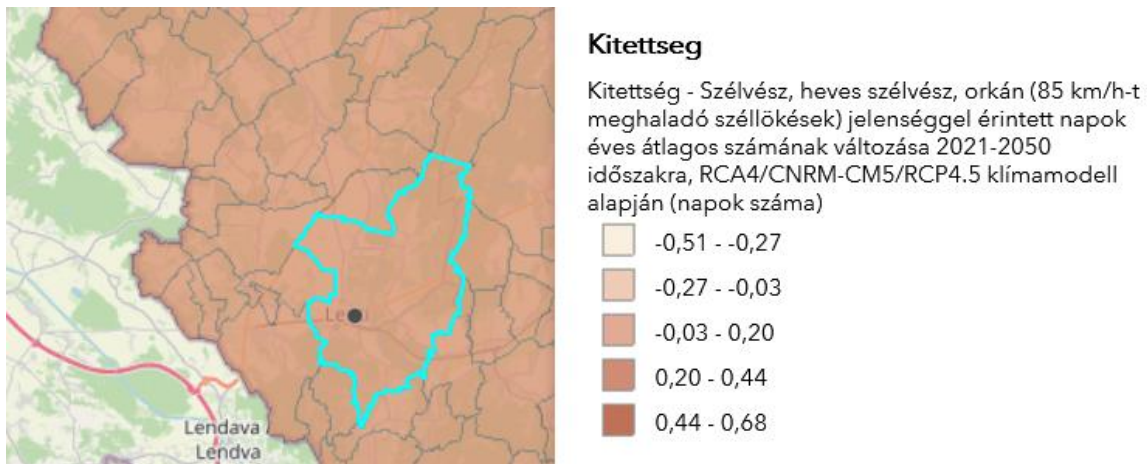 Lendava
Lendva
Kitettseg
Kitettség - Szélvész, heves szélvész, orkán (85 km/h-t
meghaladó széllökések) jelenséggel érintett napok
éves átlagos számának változása 2021-2050
időszakra, RCA4/CNRM-CM5/RCP4.5 klímamodell
alapján (napok száma)
-0,51 - -0,27
-0,27 - -0,03
-0,03 - 0,20
0,20 - 0,44
0,44 - 0,68